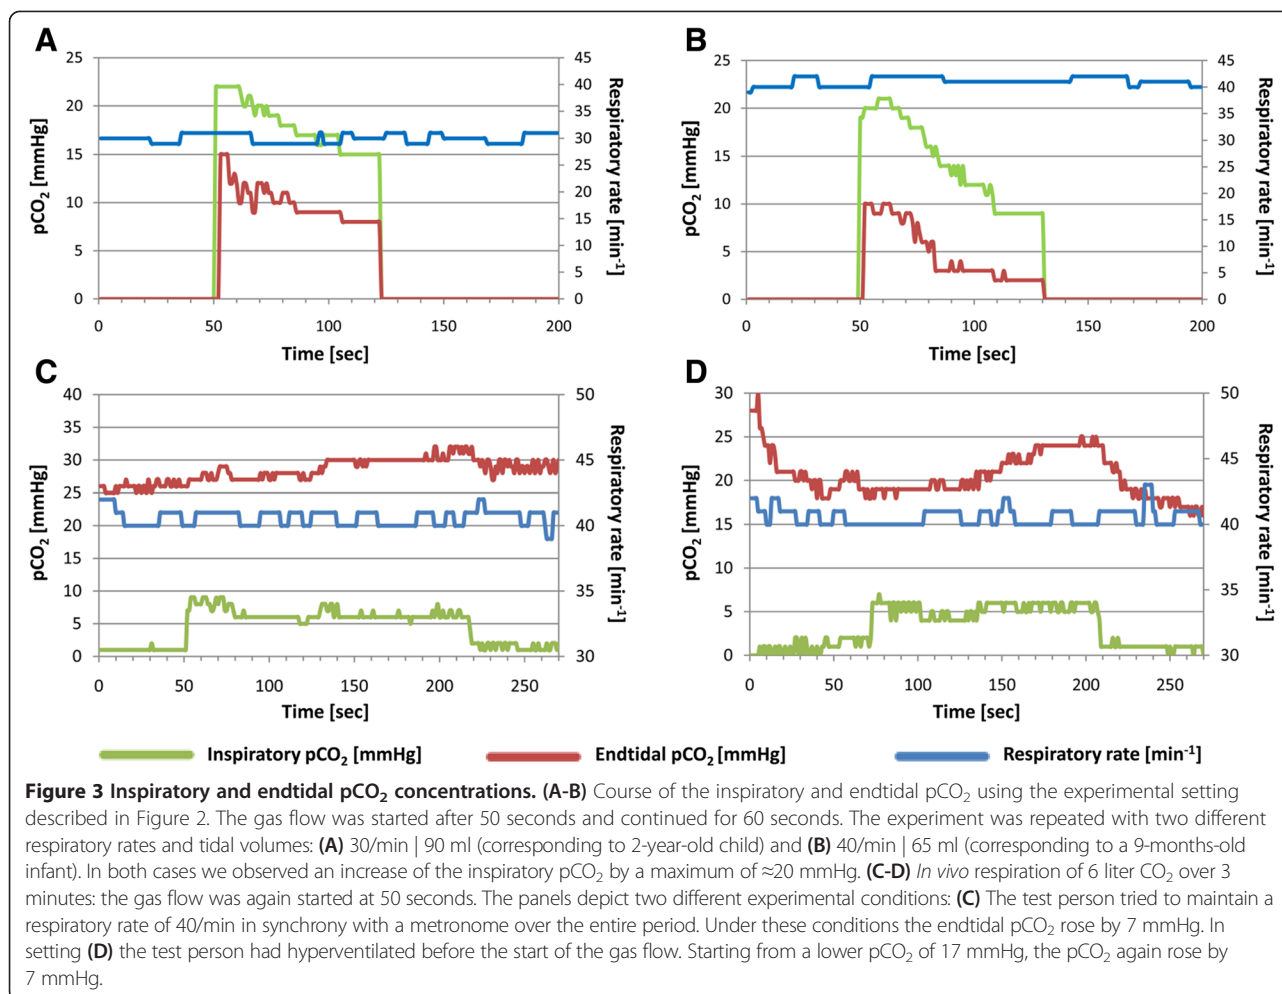 A
25
20
15
10
5
0
pCO2 [mmHg]
45
40
35
30
25
20
15
10
5
0
Respiratory rate [min-1]
0 50 100 150 200
Time [sec]
B
25
20
15
10
5
0
pCO2 [mmHg]
45
40
35
30
25
20
15
10
5
0
Respiratory rate [min-1]
0 50 100 150 200
Time [sec]
C
40
35
30
25
20
15
10
5
0
pCO2 [mmHg]
50
45
40
35
30
Respiratory rate [min-1]
0 50 100 150 200 250
Time [sec]
D
30
25
20
15
10
5
0
pCO2 [mmHg]
50
45
40
35
30
Respiratory rate [min-1]
0 50 100 150 200 250
Time [sec]
Inspiratory pCO2 [mmHg] Endtidal pCO2 [mmHg] Respiratory rate [min-1]
Figure 3 Inspiratory and endtidal pCO2 concentrations. (A-B) Course of the inspiratory and endtidal pCO2 using the experimental setting
described in Figure 2. The gas flow was started after 50 seconds and continued for 60 seconds. The experiment was repeated with two different
respiratory rates and tidal volumes: (A) 30/min | 90 ml (corresponding to 2-year-old child) and (B) 40/min | 65 ml (corresponding to a 9-months-old
infant). In both cases we observed an increase of the inspiratory pCO2 by a maximum of ≈20 mmHg. (C-D) In vivo respiration of 6 liter CO2 over 3
minutes: the gas flow was again started at 50 seconds. The panels depict two different experimental conditions: (C) The test person tried to maintain a
respiratory rate of 40/min in synchrony with a metronome over the entire period. Under these conditions the endtidal pCO2 rose by 7 mmHg. In
setting (D) the test person had hyperventilated before the start of the gas flow. Starting from a lower pCO2 of 17 mmHg, the pCO2 again rose by
7 mmHg.